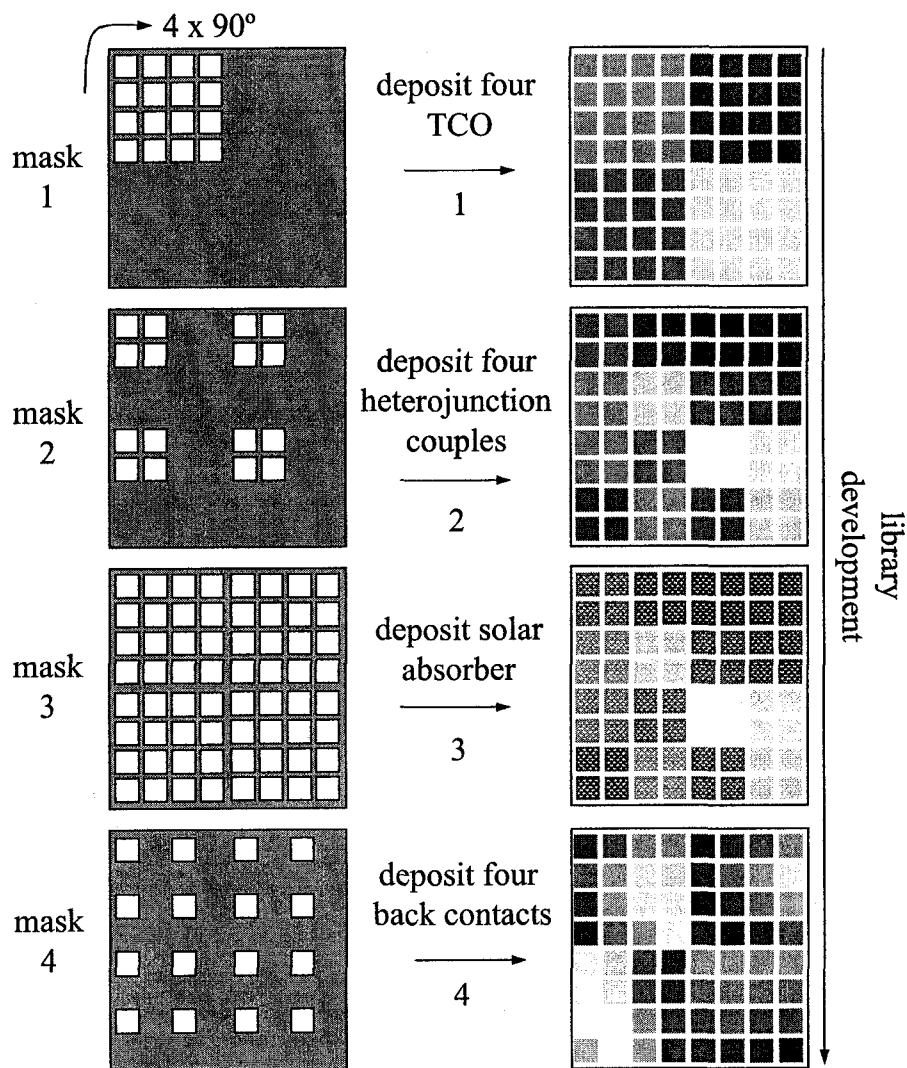 4 x 90º
mask
1
deposit four
TCO
1
mask
2
deposit four
heterojunction
couples
2
mask
3
deposit solar
absorber
3
mask
4
deposit four
back contacts
4
library
development